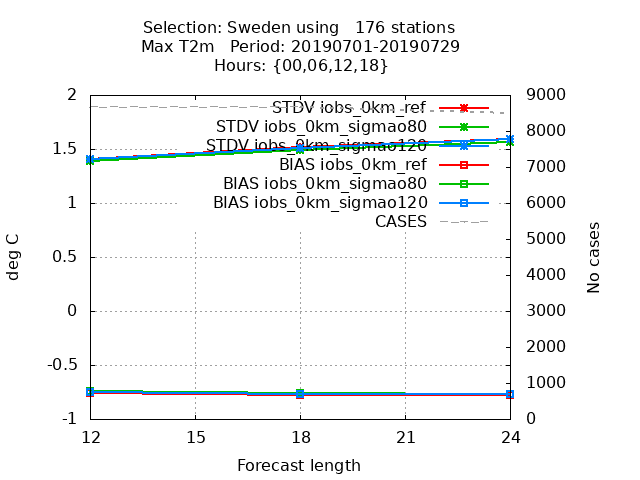 Selection: Sweden using   176 stations
Max T2m   Period: 20190701-20190729
Hours: {00,06,12,18}
2
1.5
1
0.5
0
-0.5
-1
deg C
9000
8000
7000
6000
5000
4000
3000
2000
1000
0
No cases
STDV iobs_0km_ref
STDV iobs_0km_sigmao80
STDV iobs_0km_sigmao120
BIAS iobs_0km_ref
BIAS iobs_0km_sigmao80
BIAS iobs_0km_sigmao120
CASES
12 15 18 21 24
Forecast length